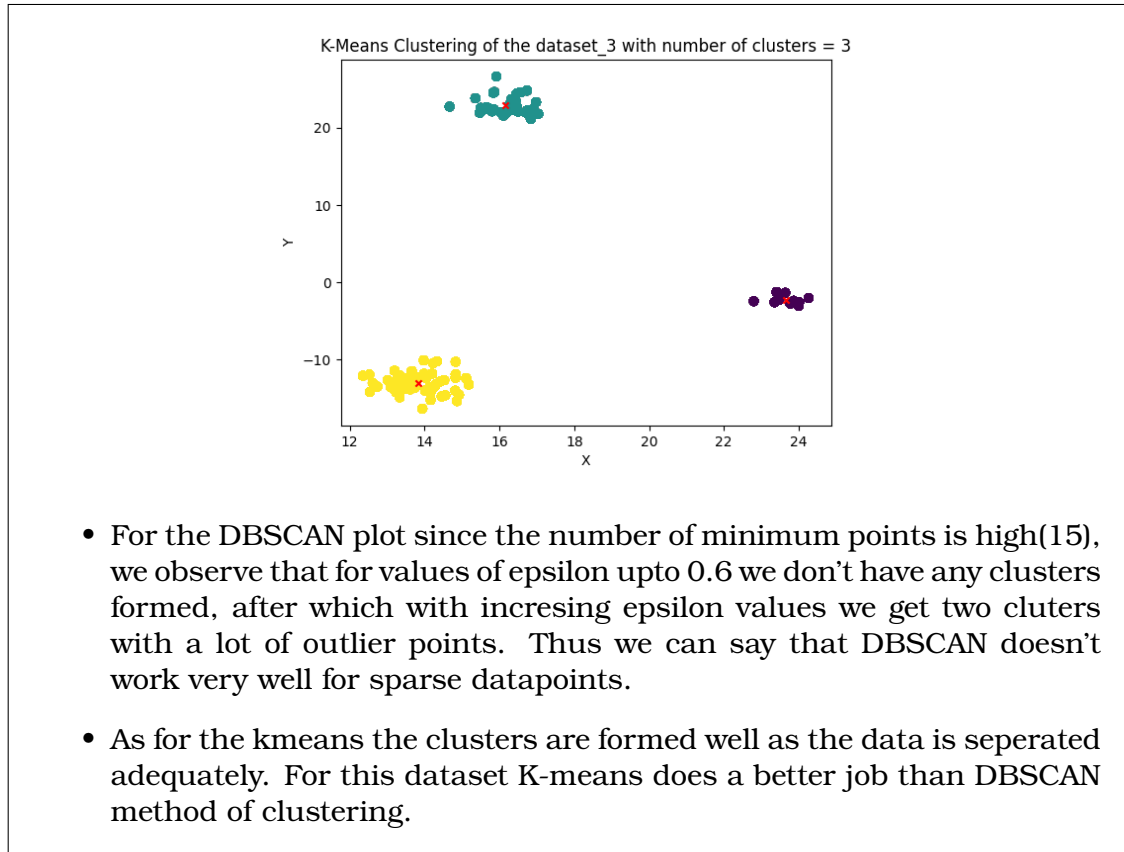 K-Means Clustering of the dataset_3 with number of clusters = 3
20
10
0
−10
Y
12
14
16
18
20
22
24
X
• For the DBSCAN plot since the number of minimum points is high(15),
we observe that for values of epsilon upto 0.6 we don't have any clusters
formed, after which with incresing epsilon values we get two cluters
with a lot of outlier points. Thus we can say that DBSCAN doesn't
work very well for sparse datapoints.
• As for the kmeans the clusters are formed well as the data is seperated
adequately. For this dataset K-means does a better job than DBSCAN
method of clustering.